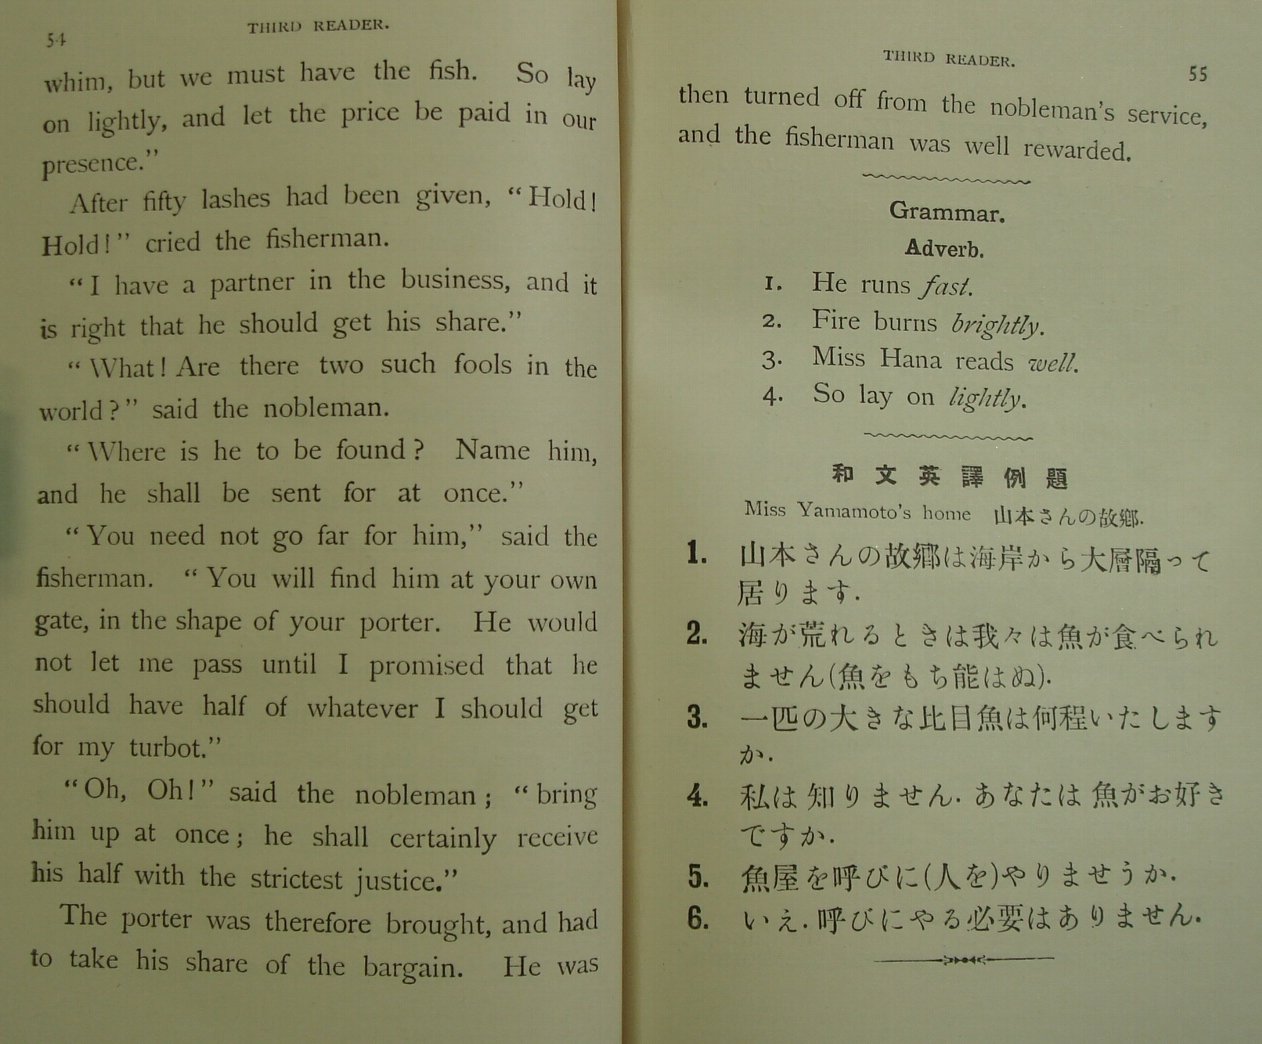 54
THIRD READER.
whim, but we must have the fish. So lay
on lightly, and let the price be paid in our
presence.”
After fifty lashes had been given, “Hold!
Hold!” cried the fisherman.
“I have a partner in the business, and it
is right that he should get his share.”
“What! Are there two such fools in the
world?” said the nobleman.
“Where is he to be found? Name him,
and he shall be sent for at once.”
“You need not go far for him,” said the
fisherman. “You will find him at your own
gate, in the shape of your porter. He would
not let me pass until I promised that he
should have half of whatever I should get
for my turbot.”
“Oh, Oh!” said the nobleman; “bring
him up at once; he shall certainly receive
his half with the strictest justice.”
The porter was therefore brought, and had
to take his share of the bargain. He was
THIRD READER.
55
then turned off from the nobleman’s service,
and the fisherman was well rewarded.
Grammar.
Adverb.
1. He runs fast.
2. Fire burns brightly.
3. Miss Hana reads well.
4. So lay on lightly.
和文英譯例題
Miss Yamamoto’s home 山本さんの故鄕.
1. 山本さんの故鄕は海岸から大層隔って
居ります.
2. 海が荒れるときは我々は魚が食べられ
ません(魚をもち能はぬ).
3. 一匹の大きな比目魚は何程いたします
か.
4. 私は知りません. あなたは魚がお好き
ですか.
5. 魚屋を呼びに(人を)やりませうか.
6. いえ. 呼びにやる必要はありません.